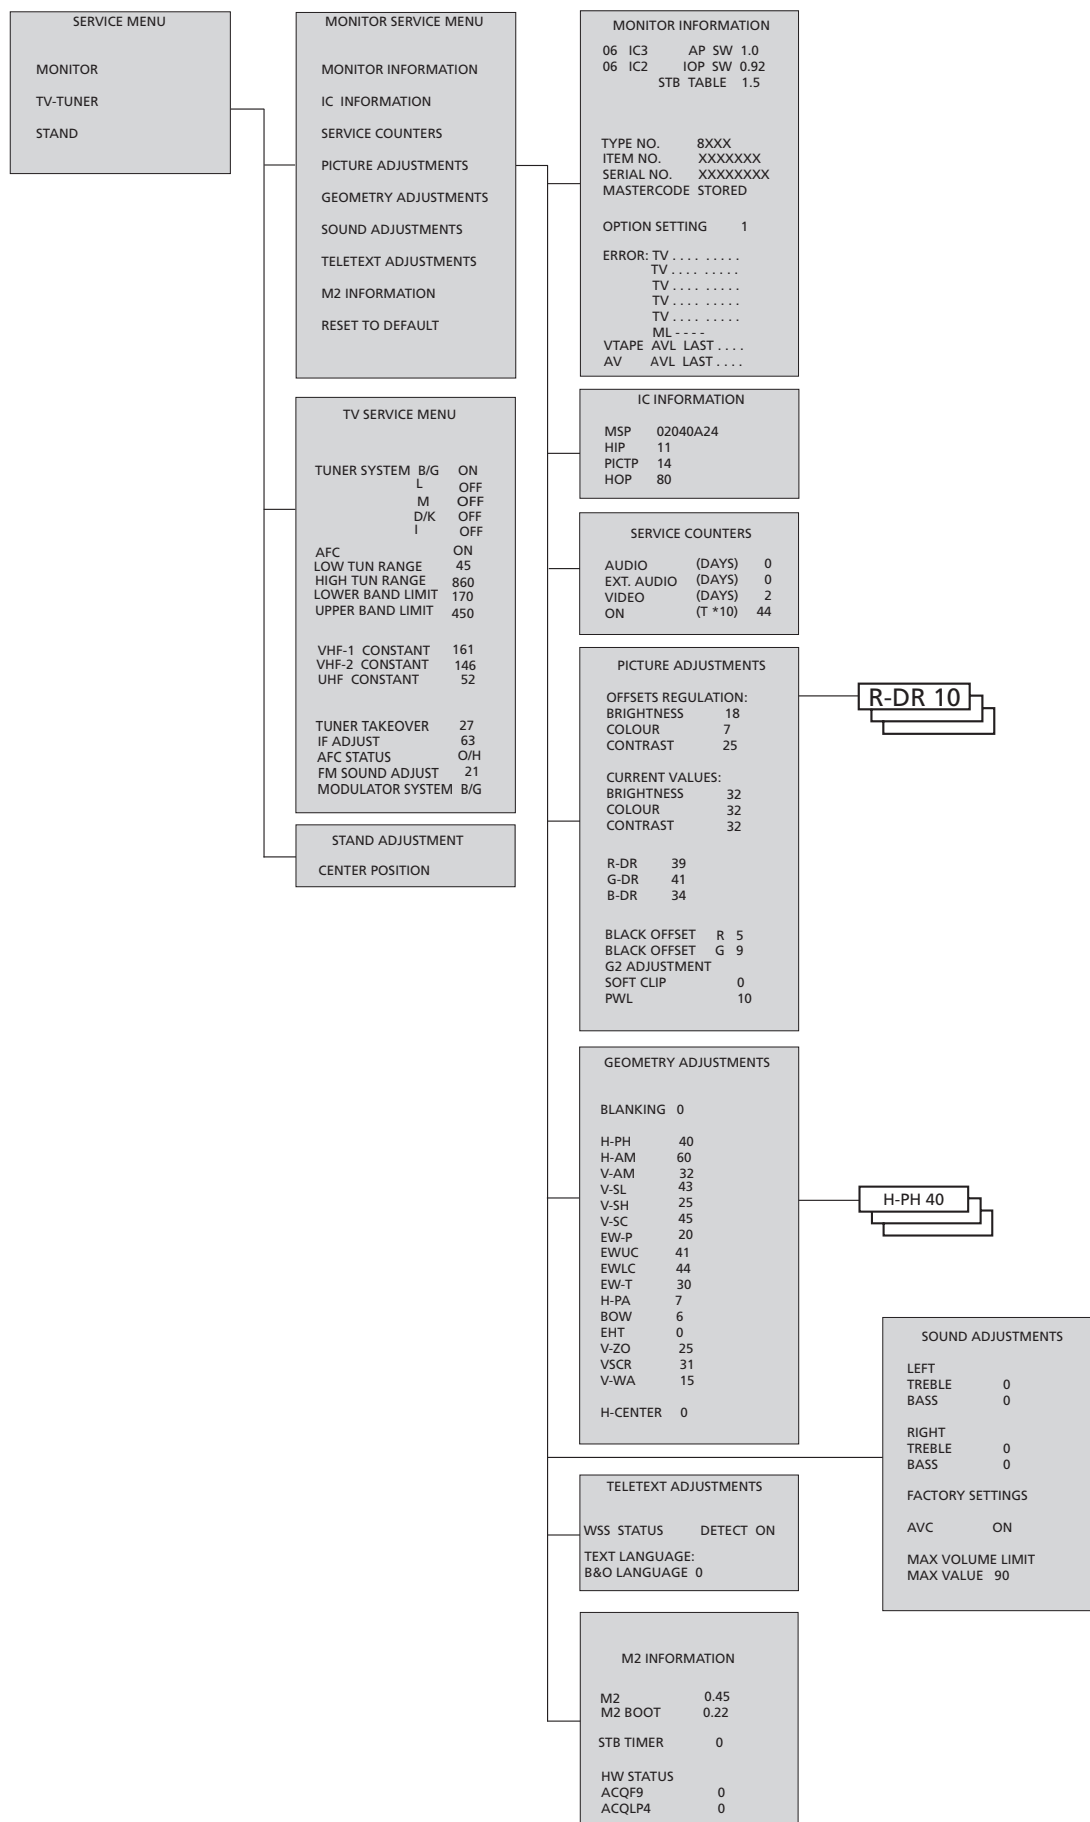 SERVICE MENU
MONITOR
TV-TUNER
STAND
MONITOR SERVICE MENU
MONITOR INFORMATION
IC INFORMATION
SERVICE COUNTERS
PICTURE ADJUSTMENTS
GEOMETRY ADJUSTMENTS
SOUND ADJUSTMENTS
TELETEXT ADJUSTMENTS
M2 INFORMATION
RESET TO DEFAULT
TV SERVICE MENU
TUNER SYSTEM B/G ON
L OFF
M OFF
D/K OFF
I OFF
AFC ON
LOW TUN RANGE 45
HIGH TUN RANGE 860
LOWER BAND LIMIT 170
UPPER BAND LIMIT 450
VHF-1 CONSTANT 161
VHF-2 CONSTANT 146
UHF CONSTANT 52
TUNER TAKEOVER 27
IF ADJUST 63
AFC STATUS O/H
FM SOUND ADJUST 21
MODULATOR SYSTEM B/G
STAND ADJUSTMENT
CENTER POSITION
MONITOR INFORMATION
06 IC3 AP SW 1.0
06 IC2 IOP SW 0.92
STB TABLE 1.5
TYPE NO. 8XXX
ITEM NO. XXXXXXX
SERIAL NO. XXXXXXXX
MASTERCODE STORED
OPTION SETTING 1
ERROR: TV . . . . . . . . .
TV . . . . . . . . .
TV . . . . . . . . .
TV . . . . . . . . .
TV . . . . . . . . .
ML - - - -
VTAPE AVL LAST . . . .
AV AVL LAST . . . .
IC INFORMATION
MSP 02040A24
HIP 11
PICTP 14
HOP 80
SERVICE COUNTERS
AUDIO (DAYS) 0
EXT. AUDIO (DAYS) 0
VIDEO (DAYS) 2
ON (T *10) 44
PICTURE ADJUSTMENTS
OFFSETS REGULATION:
BRIGHTNESS 18
COLOUR 7
CONTRAST 25
CURRENT VALUES:
BRIGHTNESS 32
COLOUR 32
CONTRAST 32
R-DR 39
G-DR 41
B-DR 34
BLACK OFFSET R 5
BLACK OFFSET G 9
G2 ADJUSTMENT
SOFT CLIP 0
PWL 10
R-DR 10
GEOMETRY ADJUSTMENTS
BLANKING 0
H-PH 40
H-AM 60
V-AM 32
V-SL 43
V-SH 25
V-SC 45
EW-P 20
EWUC 41
EWLC 44
EW-T 30
H-PA 7
BOW 6
EHT 0
V-ZO 25
VSCR 31
V-WA 15
H-CENTER 0
H-PH 40
SOUND ADJUSTMENTS
LEFT
TREBLE 0
BASS 0
RIGHT
TREBLE 0
BASS 0
FACTORY SETTINGS
AVC ON
MAX VOLUME LIMIT
MAX VALUE 90
TELETEXT ADJUSTMENTS
WSS STATUS DETECT ON
TEXT LANGUAGE:
B&O LANGUAGE 0
M2 INFORMATION
M2 0.45
M2 BOOT 0.22
STB TIMER 0
HW STATUS
ACQF9 0
ACQLP4 0